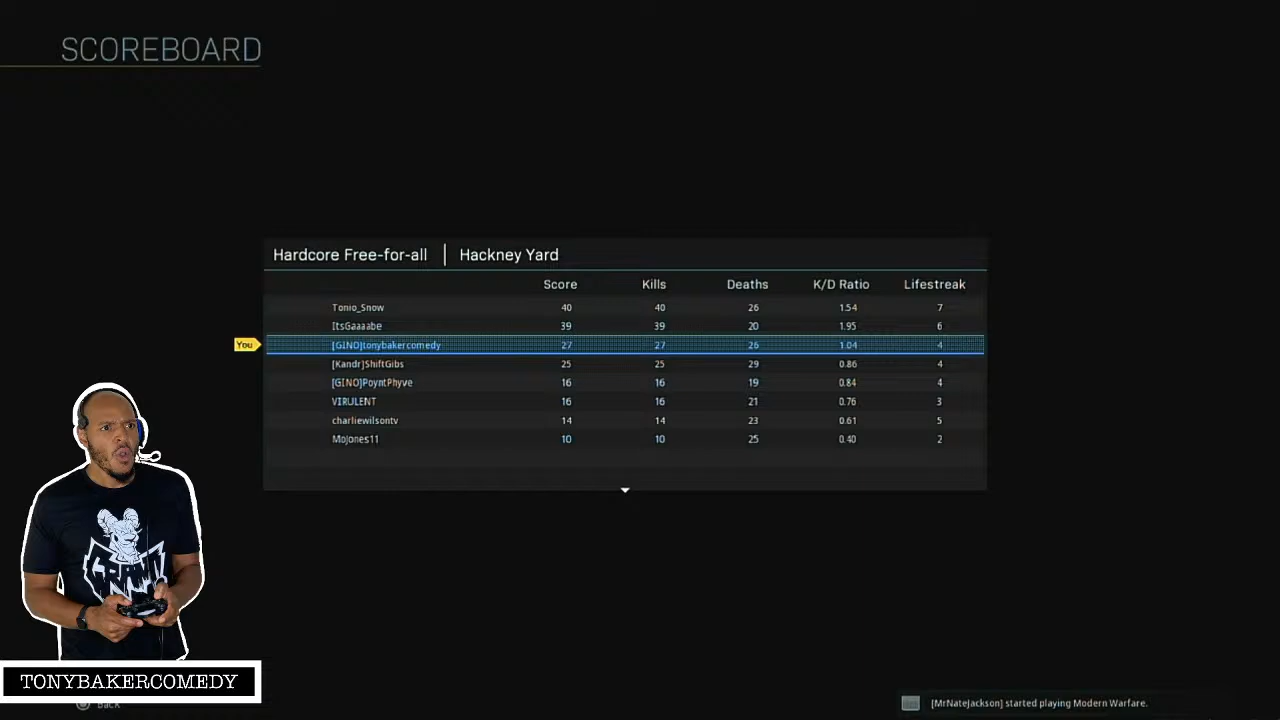 SCOREBOARD
Hardcore Free-for-all | Hackney Yard
Score Kills Deaths K/D Ratio Lifestreak
Tonio_Snow 40 40 26 1.54 7
ItsGaaaabe 39 39 20 1.95 6
You [GINO]tonybakercomedy 27 27 26 1.04 4
[Kandr]ShiftGibs 25 25 29 0.86 4
[GINO]PoyntPhyve 16 16 19 0.84 4
VIRULENT 16 16 21 0.76 3
charliewilsontv 14 14 23 0.61 5
MoJones11 10 10 25 0.40 2
TONYBAKERCOMEDY
Back
[MrNateJackson] started playing Modern Warfare.